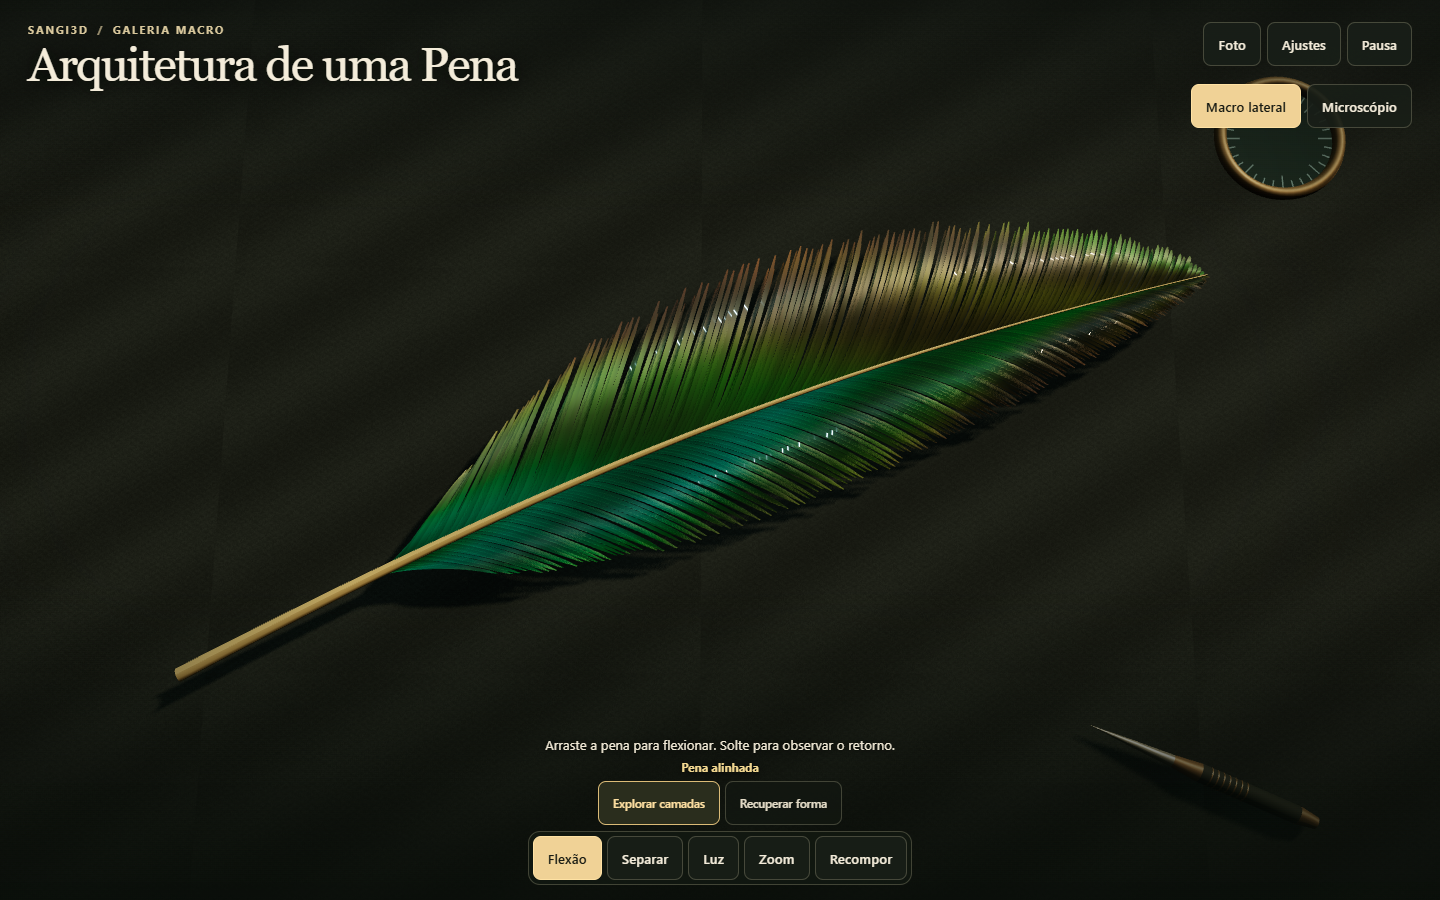 SANGI3D / GALERIA MACRO
Arquitetura de uma Pena
Foto Ajustes Pausa
Macro lateral Microscópio
Arraste a pena para flexionar. Solte para observar o retorno.
Pena alinhada
Explorar camadas Recuperar forma
Flexão Separar Luz Zoom Recompor